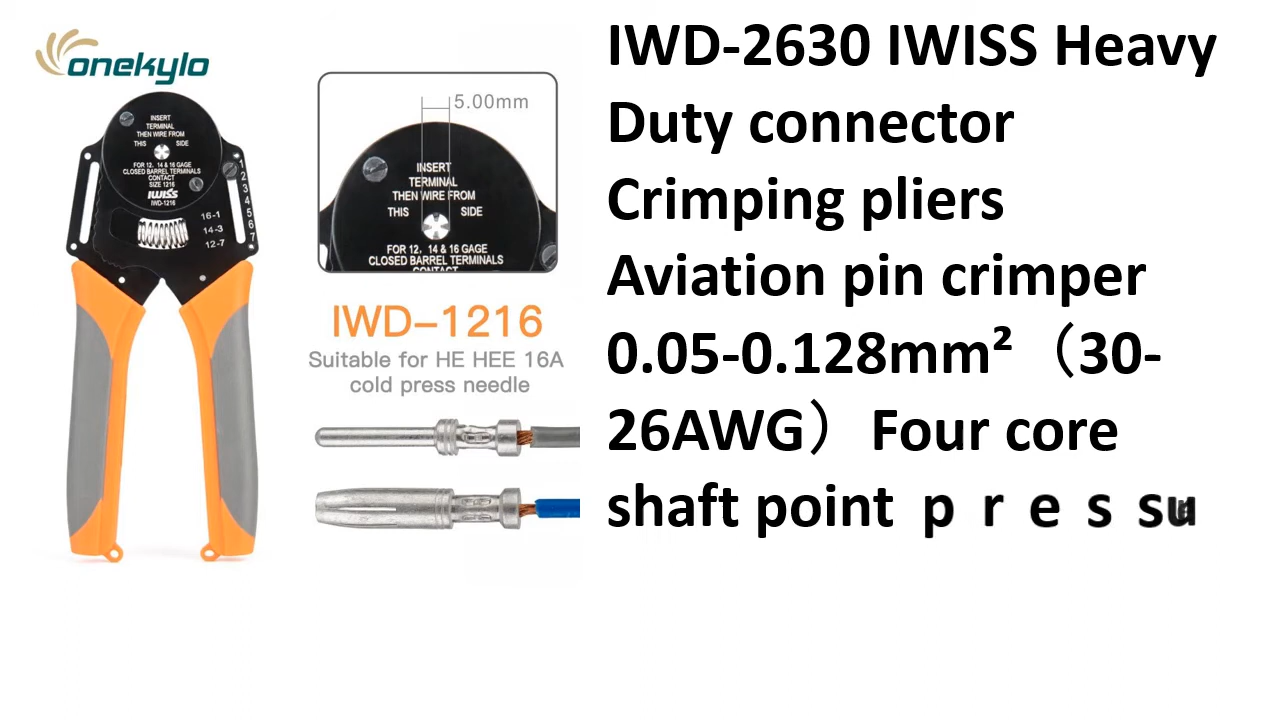 onekylo
INSERT
TERMINAL
THEN WIRE FROM
THIS SIDE
FOR 12, 14 & 16 GAGE
CLOSED BARREL TERMINALS
CONTACT
SIZE 1216
IWISS
IWD-1216
1
2
3
4
5
6
7
16-1
14-3
12-7
5.00mm
INSERT
TERMINAL
THEN WIRE FROM
THIS SIDE
FOR 12, 14 & 16 GAGE
CLOSED BARREL TERMINALS
CONTACT
IWD-1216
Suitable for HE HEE 16A
cold press needle
IWD-2630 IWISS Heavy
Duty connector
Crimping pliers
Aviation pin crimper
0.05-0.128mm²（30-
26AWG）Four core
shaft point p r e s s